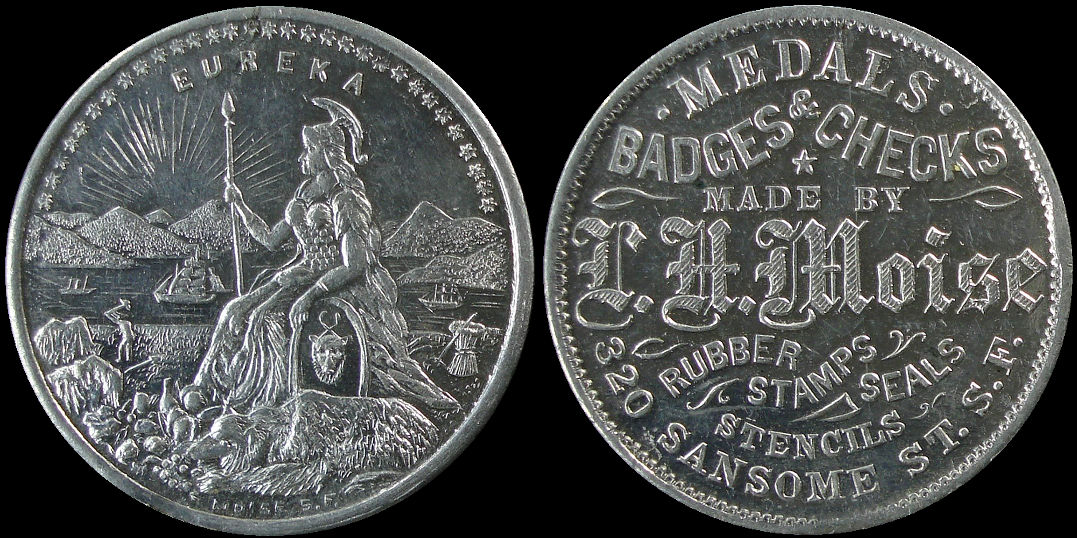 EUREKA
MOISE S.F.
· MEDALS ·
BADGES & CHECKS
MADE BY
L. H. Moise
RUBBER
STAMPS
SEALS
STENCILS
320 SANSOME ST. S. F.